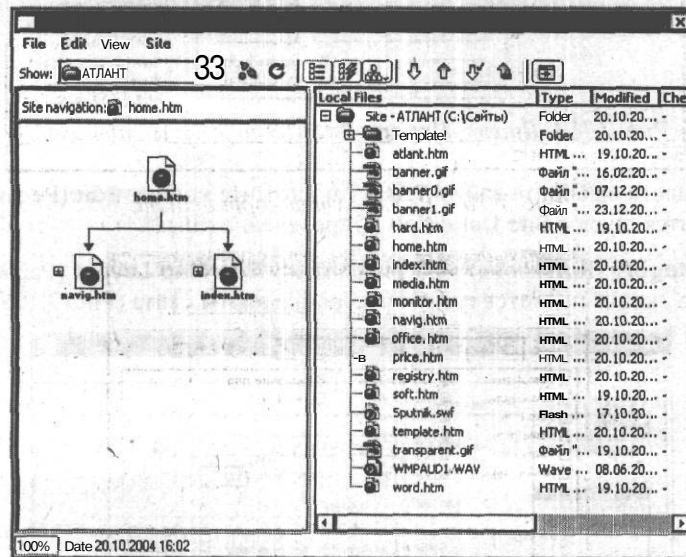 File Edit View Site
Show: АТЛАНТ 33
Site navigation: home.htm
home.htm
navig.htm index.htm
Local Files Type Modified Che
Site - АТЛАНТ (C:\Сайты) Folder 20.10.20...
Template! Folder 20.10.20... -
atlant.htm HTML ... 19.10.20... -
banner.gif Файл "... 16.02.20... -
banner0.gif Файл "... 07.12.20... -
banner1.gif Файл "... 23.12.20... -
hard.htm HTML ... 19.10.20... -
home.htm HTML ... 20.10.20... -
ndex.htm HTML ... 20.10.20... -
media.htm HTML ... 20.10.20... -
monitor.htm HTML ... 20.10.20... -
navig.htm HTML ... 20.10.20... -
office.htm HTML ... 20.10.20... -
B price.htm HTML ... 20.10.20... -
registry.htm HTML ... 20.10.20... -
soft.htm HTML ... 19.10.20... -
Sputnik.swf Flash ... 17.10.20... -
template.htm HTML ... 20.10.20... -
transparent.gif Файл "... 19.10.20... -
WMPAUD1.WAV Wave ... 08.06.20... -
word.htm HTML ... 19.10.20... -
100% Date 20.10.2004 16:02